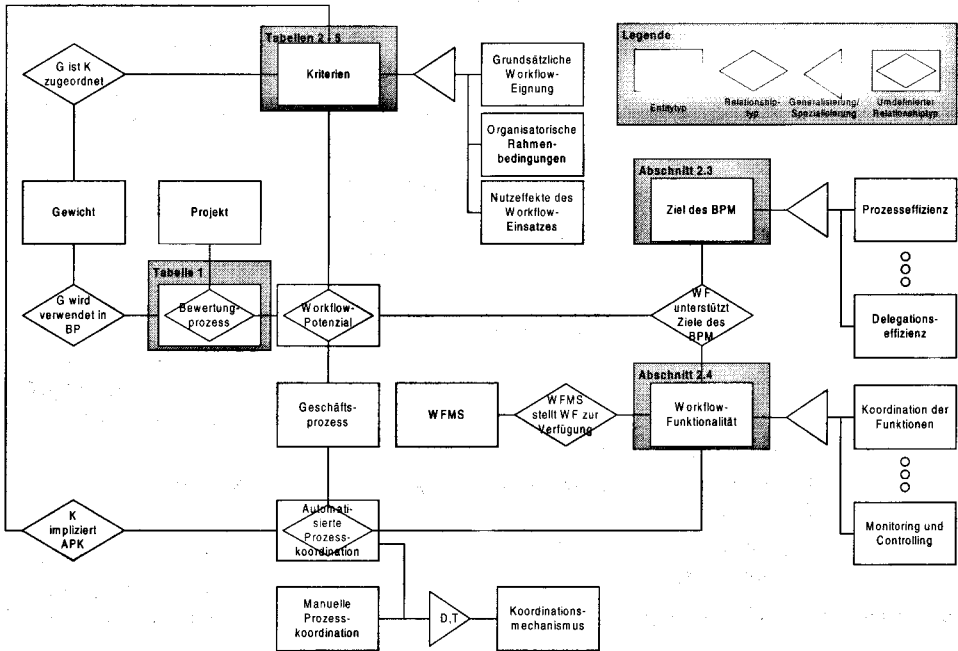 Tabellen 2 - 5
Legende
G ist K
zugeordnet
Kriterien
Grundsätzliche
Workflow-
Eignung
Entitytyp
Relationship-
typ
Generalisierung/
Spezialisierung
Umdefinierter
Relationshiptyp
Organisatorische
Rahmen-
bedingungen
Abschnitt 2.3
Gewicht
Projekt
Nutzeffekte des
Workflow-
Einsatzes
Ziel des BPM
Prozesseffizienz
Tabelle 1
G wird
verwendet in
BP
Bewertung-
prozess
Workflow-
Potenzial
WF
unterstützt
Ziele des
BPM
Delegations-
effizienz
Abschnitt 2.4
Geschäfts-
prozess
WFMS
WFMS
stellt WF zur
Verfügung
Workflow-
Funktionalität
Koordination der
Funktionen
K
impliziert
APK
Automati-
sierte
Prozess-
koordination
Monitoring und
Controlling
Manuelle
Prozess-
koordination
D,T
Koordinations-
mechanismus